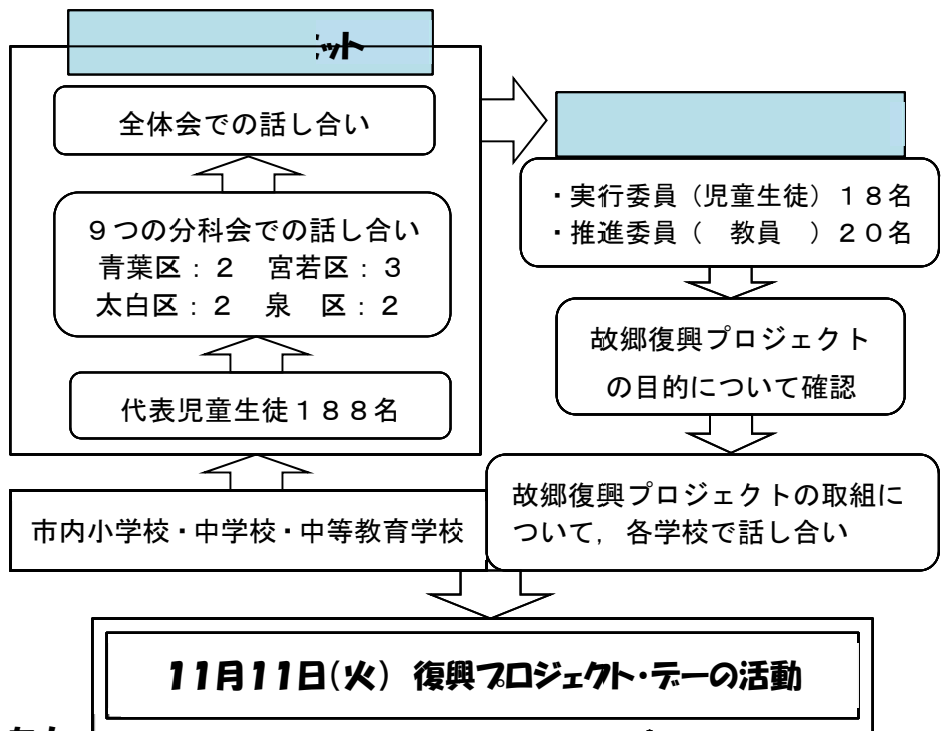 ット
全体会での話し合い
９つの分科会での話し合い
青葉区：２　宮若区：３
太白区：２　泉　区：２
代表児童生徒１８８名
市内小学校・中学校・中等教育学校
・実行委員（児童生徒）１８名
・推進委員（　教員　）２０名
故郷復興プロジェクト
の目的について確認
故郷復興プロジェクトの取組に
ついて，各学校で話し合い
11月11日(火) 復興プロジェクト・デーの活動